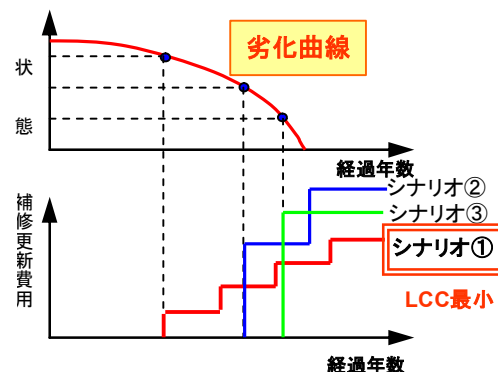 劣化曲線
状
態
経過年数
シナリオ②
シナリオ③
シナリオ①
LCC最小
補修更新費用
経過年数